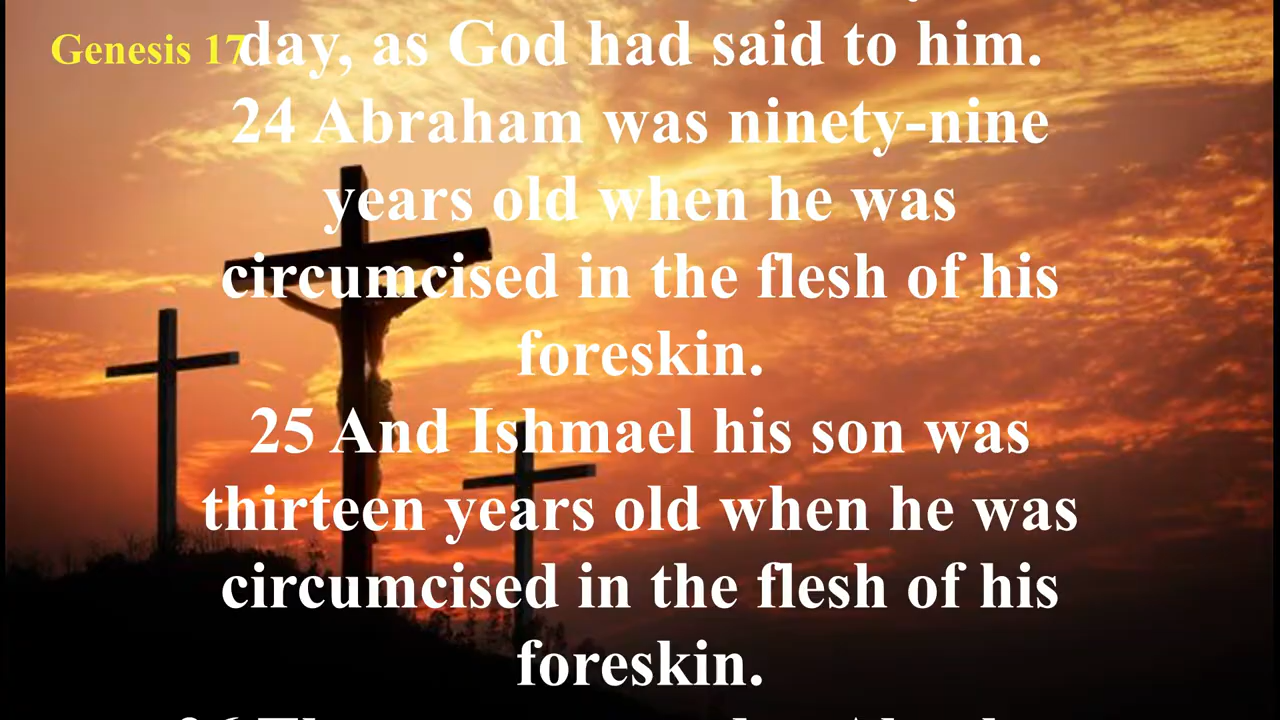 Genesis 17
day, as God had said to him.
24 Abraham was ninety-nine
years old when he was
circumcised in the flesh of his
foreskin.
25 And Ishmael his son was
thirteen years old when he was
circumcised in the flesh of his
foreskin.